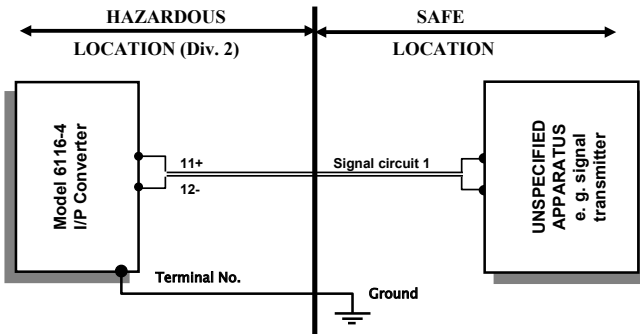 HAZARDOUS
LOCATION (Div. 2)
SAFE
LOCATION
Model 6116-4
I/P Converter
11+
12-
Signal circuit 1
UNSPECIFIED
APPARATUS
e. g. signal
transmitter
Terminal No.
Ground